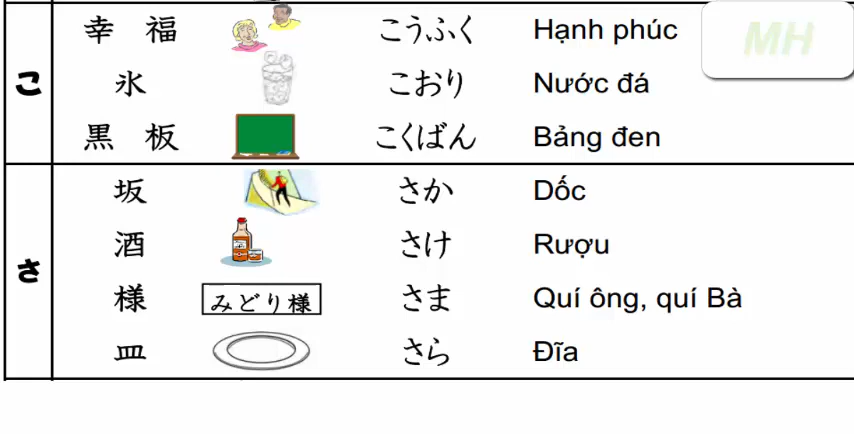 幸 福 こうふく Hạnh phúc
MH
こ 氷 こおり Nước đá
黒 板 こくばん Bảng đen
坂 さか Dốc
酒 さけ Rượu
さ
様 みどり様 さま Quí ông, quí Bà
皿 さら Đĩa